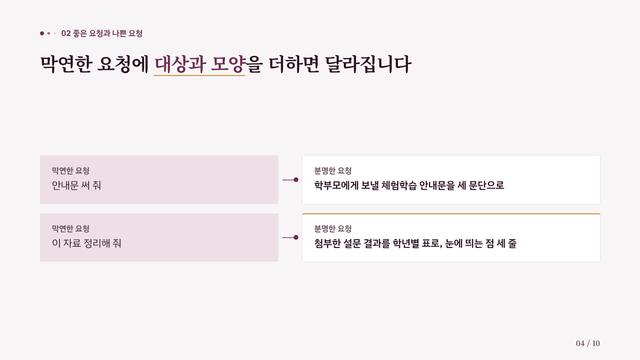 02 좋은 요청과 나쁜 요청
막연한 요청에 대상과 모양을 더하면 달라집니다
막연한 요청
안내문 써 줘
분명한 요청
학부모에게 보낼 체험학습 안내문을 세 문단으로
막연한 요청
이 자료 정리해 줘
분명한 요청
첨부한 설문 결과를 학년별 표로, 눈에 띄는 점 세 줄
04 / 10